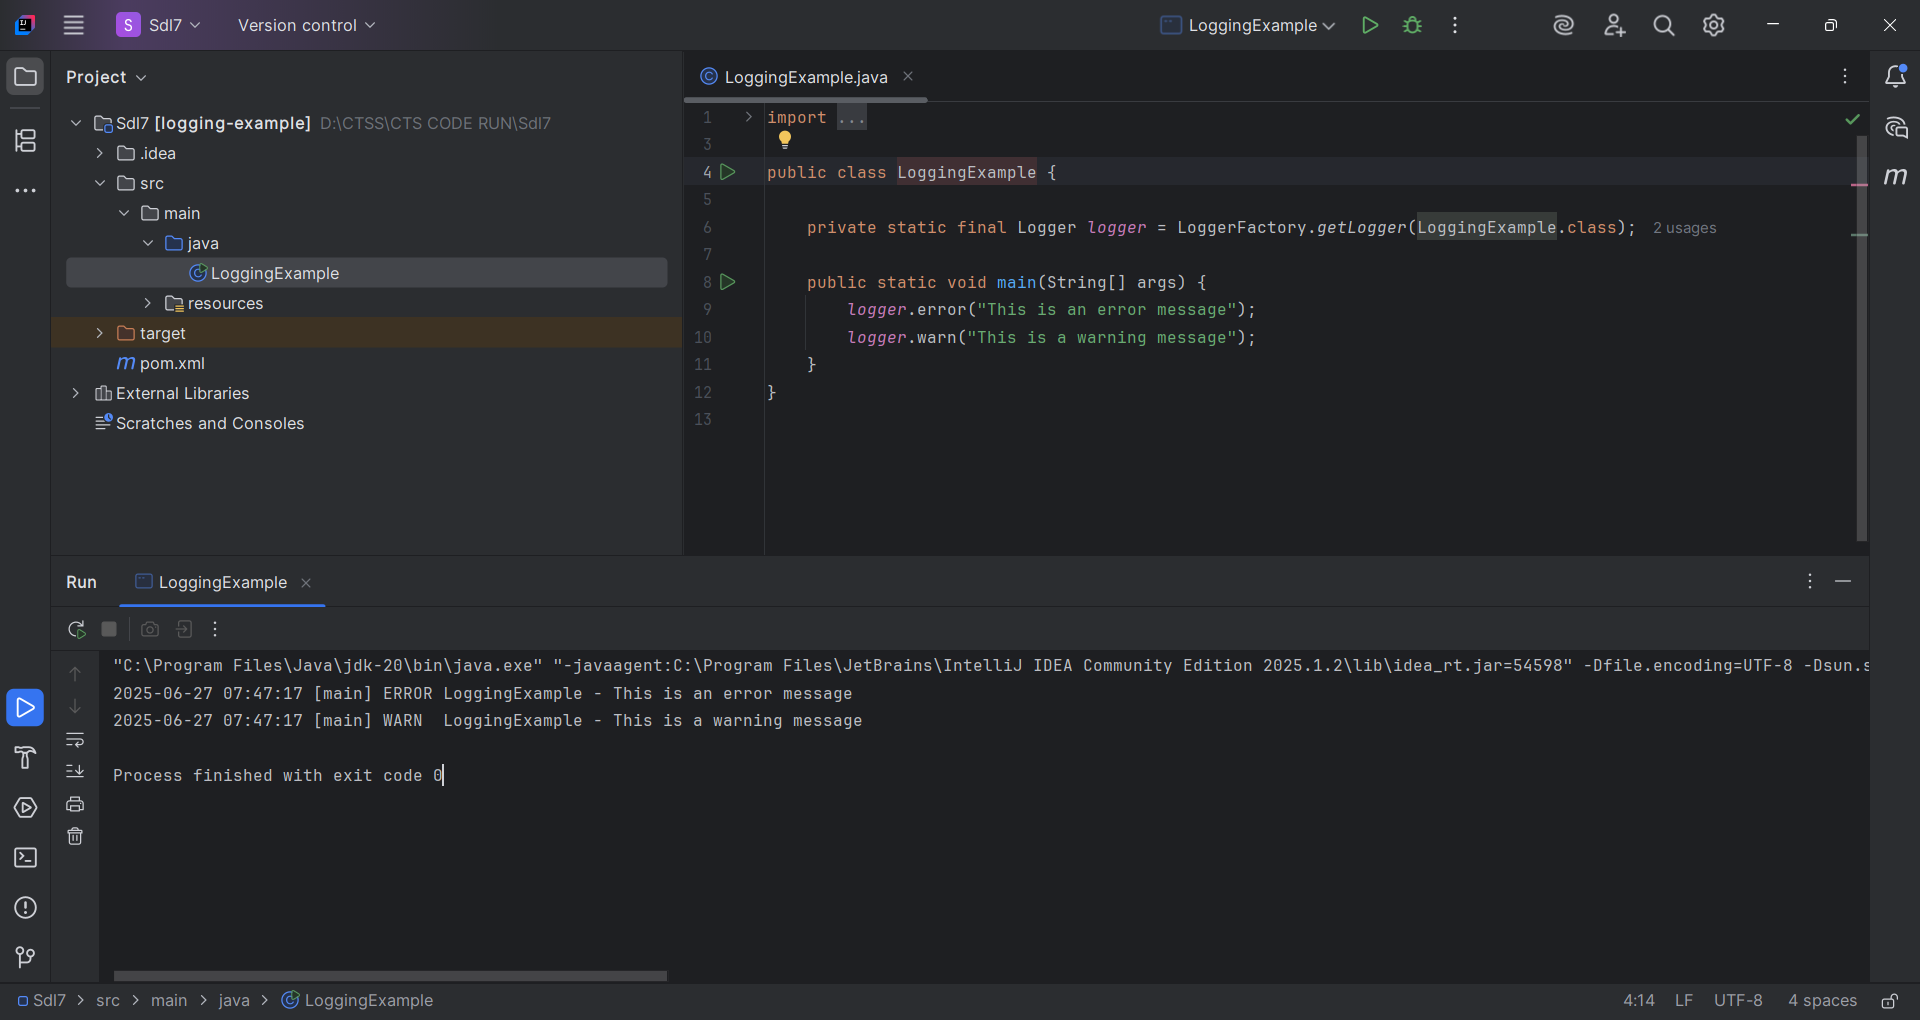 S Sdl7 Version control LoggingExample
Project
Sdl7 [logging-example] D:\CTSS\CTS CODE RUN\Sdl7
.idea
src
main
java
LoggingExample
resources
target
m pom.xml
External Libraries
Scratches and Consoles
LoggingExample.java
1 import ...
3
4 public class LoggingExample {
5
6 private static final Logger logger = LoggerFactory.getLogger(LoggingExample.class); 2 usages
7
8 public static void main(String[] args) {
9 logger.error("This is an error message");
10 logger.warn("This is a warning message");
11 }
12 }
13
m
Run LoggingExample
"C:\Program Files\Java\jdk-20\bin\java.exe" "-javaagent:C:\Program Files\JetBrains\IntelliJ IDEA Community Edition 2025.1.2\lib\idea_rt.jar=54598" -Dfile.encoding=UTF-8 -Dsun.s
2025-06-27 07:47:17 [main] ERROR LoggingExample - This is an error message
2025-06-27 07:47:17 [main] WARN  LoggingExample - This is a warning message
Process finished with exit code 0
Sdl7 > src > main > java > LoggingExample 4:14 LF UTF-8 4 spaces